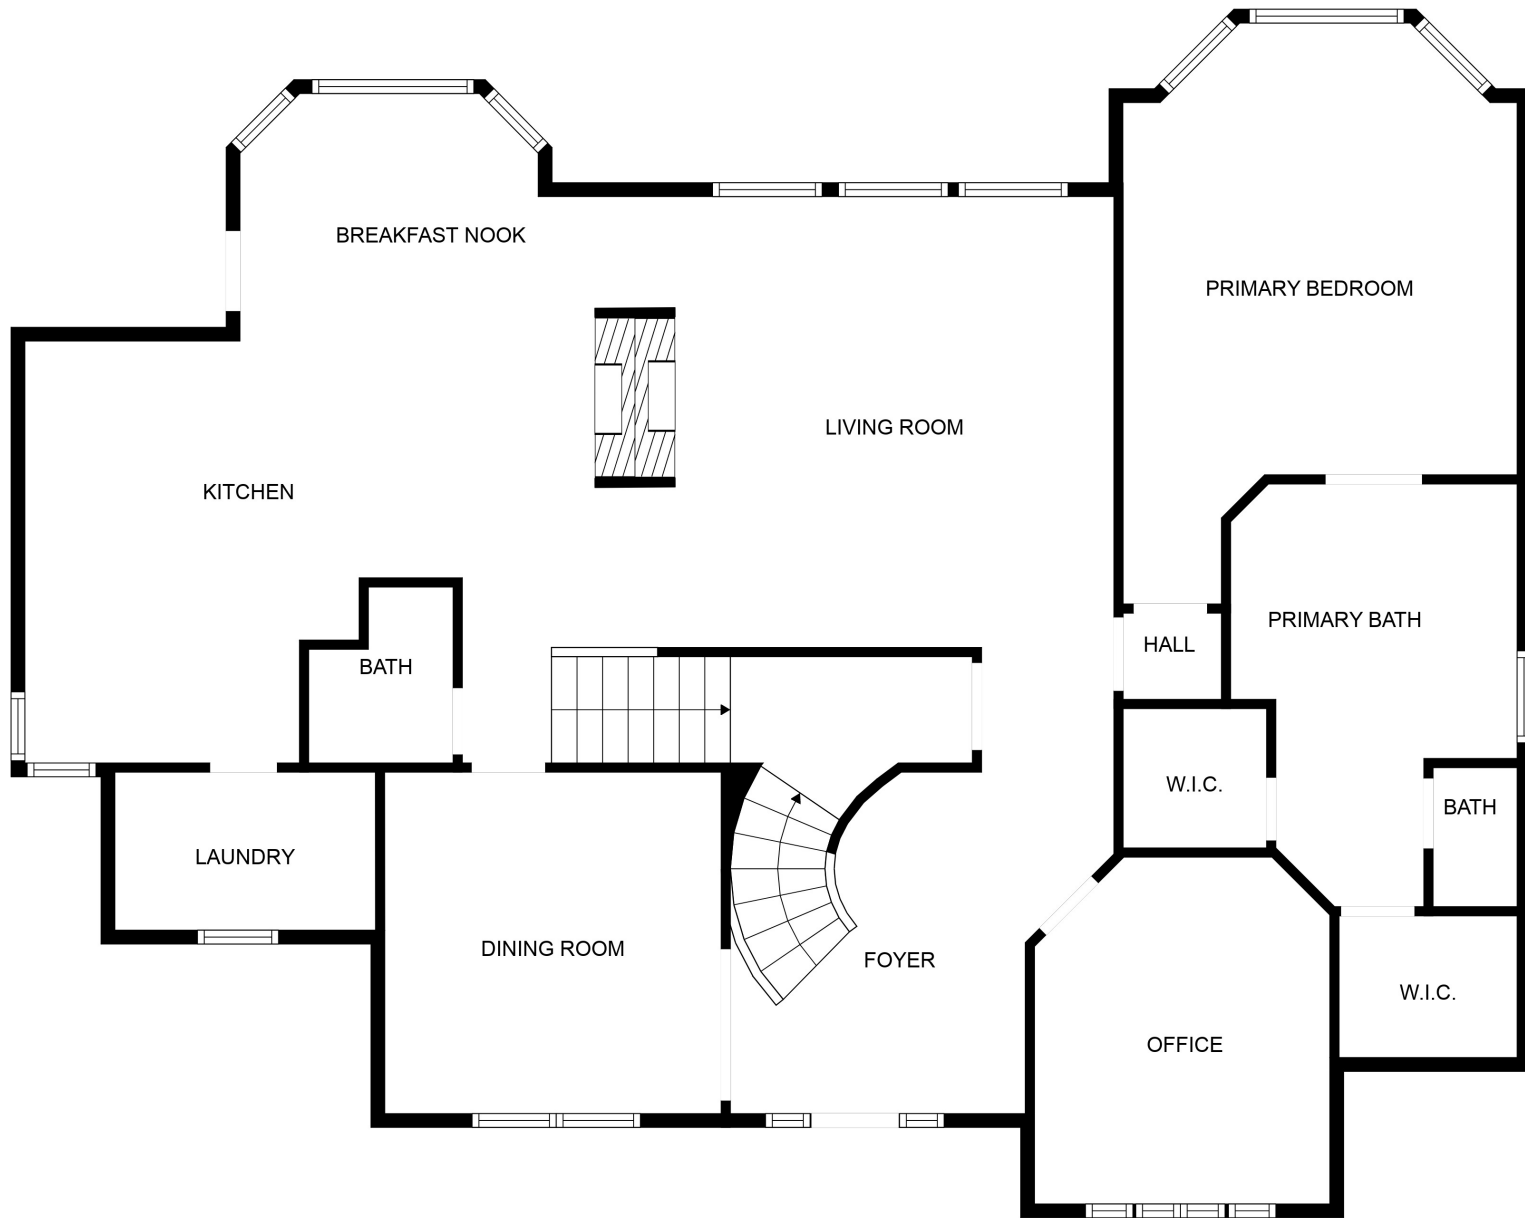 BREAKFAST NOOK
PRIMARY BEDROOM
LIVING ROOM
KITCHEN
PRIMARY BATH
HALL
BATH
W.I.C.
BATH
LAUNDRY
DINING ROOM
FOYER
W.I.C.
OFFICE